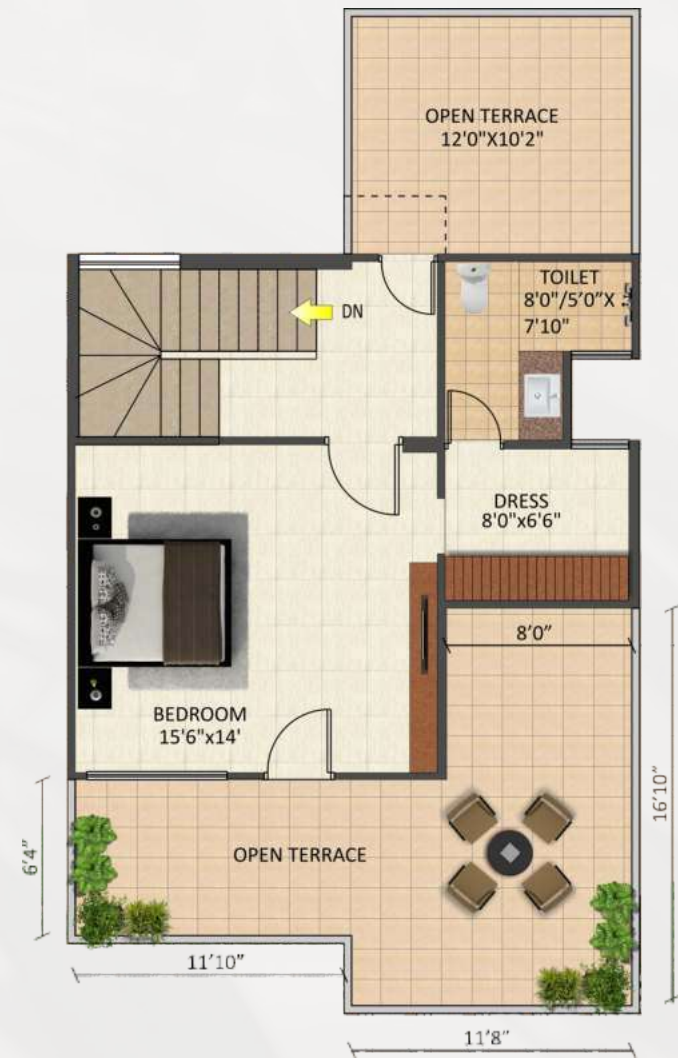 OPEN TERRACE
12'0"X10'2"
TOILET
8'0"/5'0"X
7'10"
DN
DRESS
8'0"x6'6"
8'0"
BEDROOM
15'6"x14'
16'10"
6'4"
OPEN TERRACE
11'10"
11'8"